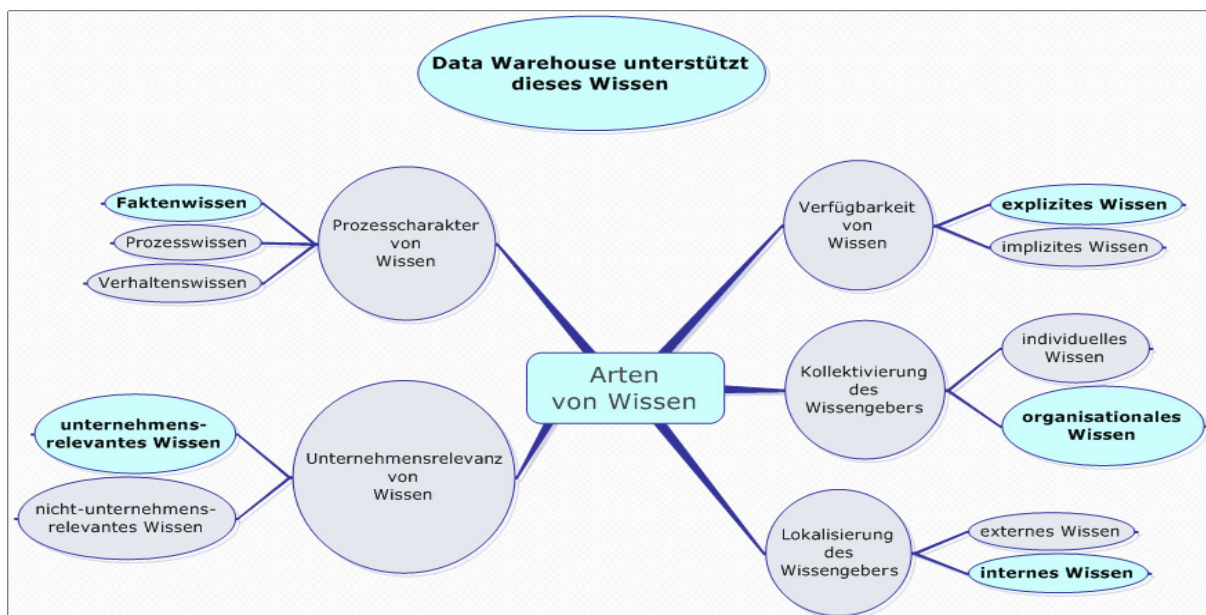 Data Warehouse unterstützt
dieses Wissen
Faktenwissen
Prozesswissen
Verhaltenswissen
Prozesscharakter
von
Wissen
Verfügbarkeit
von
Wissen
explizites Wissen
implizites Wissen
Arten
von Wissen
Kollektivierung
des
Wissengebers
individuelles
Wissen
organisationales
Wissen
unternehmens-
relevantes Wissen
nicht-unternehmens-
relevantes Wissen
Unternehmensrelevanz
von
Wissen
Lokalisierung
des
Wissengebers
externes Wissen
internes Wissen